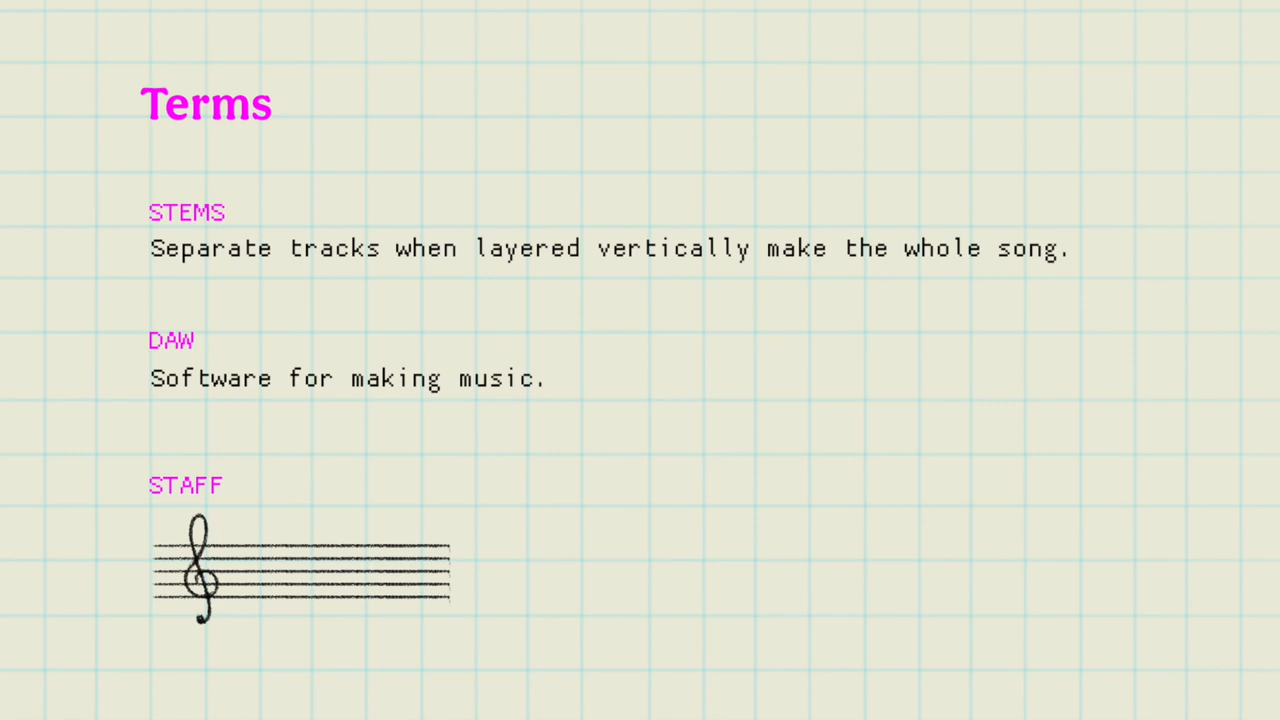 Terms
STEMS
Separate tracks when layered vertically make the whole song.
DAW
Software for making music.
STAFF